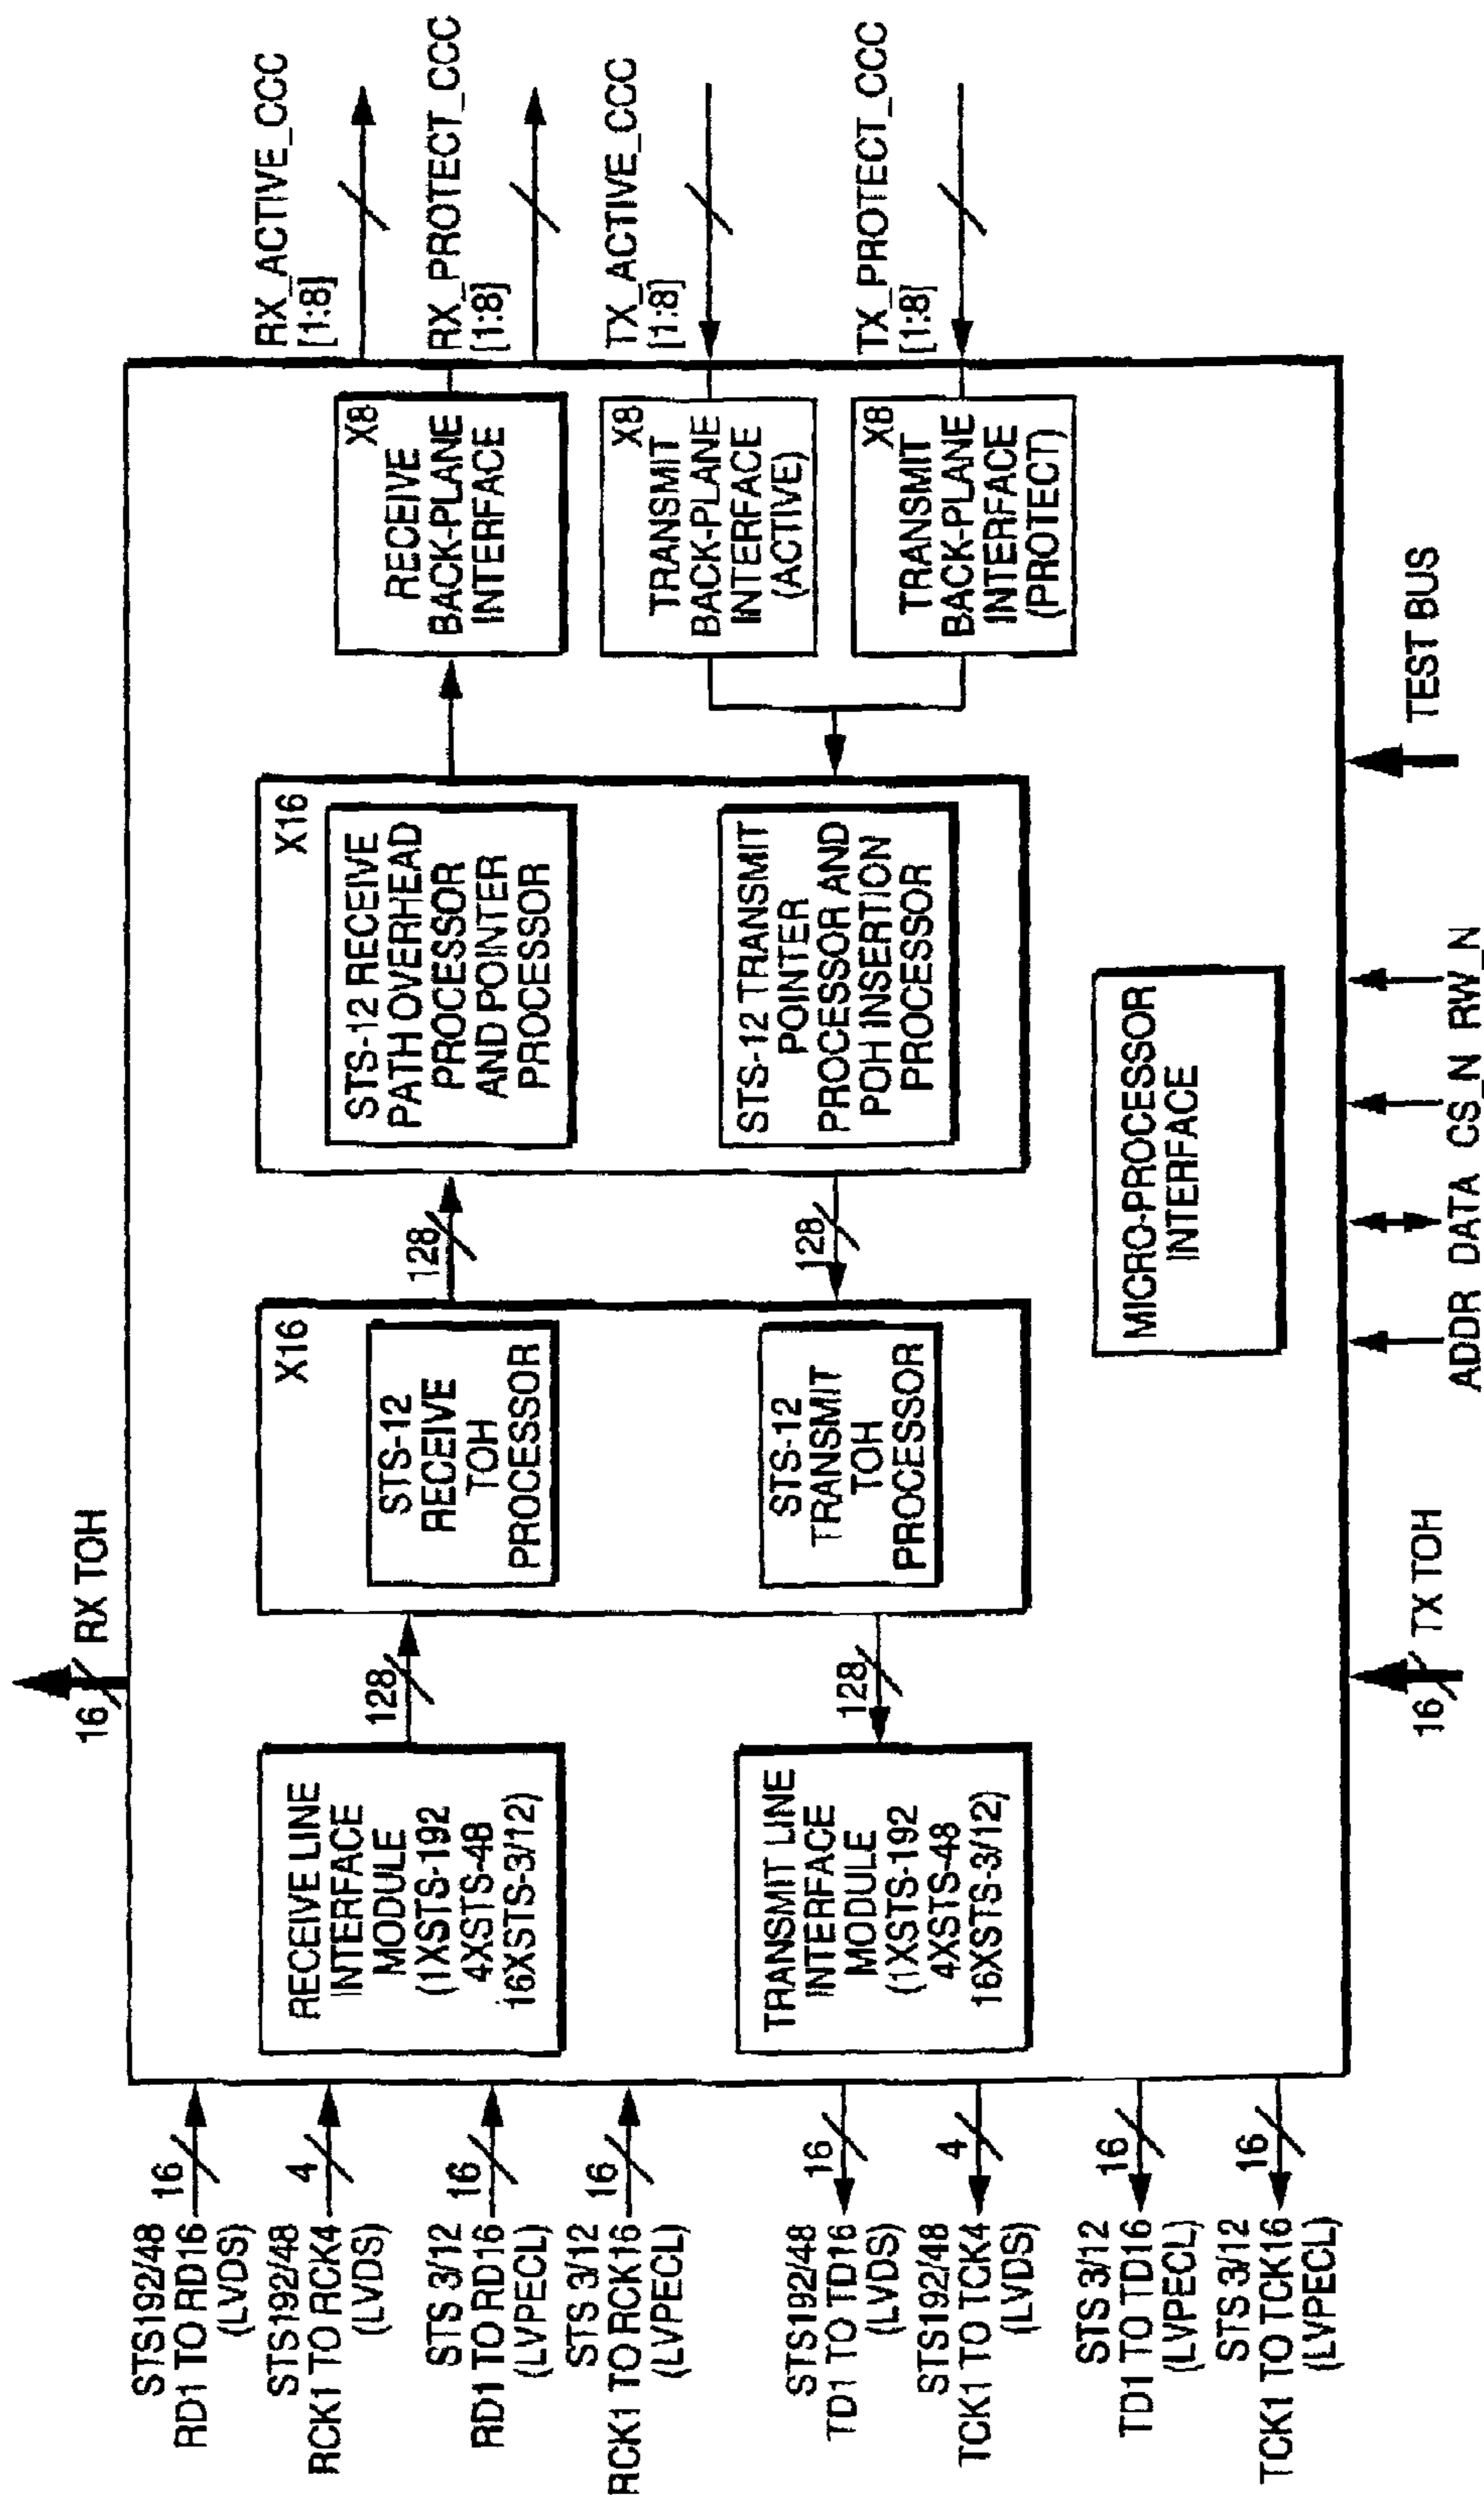 16
RX TOH
STS192/48
RD1 TO RD16
(LVDS)
16
STS192/48
RCK1 TO RCK4
(LVDS)
4
STS 3/12
RD1 TO RD16
(LVPECL)
16
STS 3/12
RCK1 TO RCK16
(LVPECL)
16
STS192/48
TD1 TO TD16
(LVDS)
16
STS192/48
TCK1 TO TCK4
(LVDS)
4
STS 3/12
TD1 TO TD16
(LVPECL)
16
STS 3/12
TCK1 TO TCK16
(LVPECL)
16
RECEIVE LINE
INTERFACE
MODULE
(1XSTS-192
4XSTS-48
16XSTS-3/12)
TRANSMIT LINE
INTERFACE
MODULE
(1XSTS-192
4XSTS-48
16XSTS-3/12)
128
128
X16
STS-12
RECEIVE
TOH
PROCESSOR
STS-12
TRANSMIT
TOH
PROCESSOR
128
128
X16
STS-12 RECEIVE
PATH OVERHEAD
PROCESSOR
AND POINTER
PROCESSOR
STS-12 TRANSMIT
POINTER
PROCESSOR AND
POH INSERTION
PROCESSOR
MICRO-PROCESSOR
INTERFACE
X8
RECEIVE
BACK-PLANE
INTERFACE
X8
TRANSMIT
BACK-PLANE
INTERFACE
(ACTIVE)
X8
TRANSMIT
BACK-PLANE
INTERFACE
(PROTECT)
RX_ACTIVE_CCC
[1:8]
RX_PROTECT_CCC
[1:8]
TX_ACTIVE_CCC
[1:8]
TX_PROTECT_CCC
[1:8]
16
TX TOH
ADDR DATA CS_N RW_N
TEST BUS